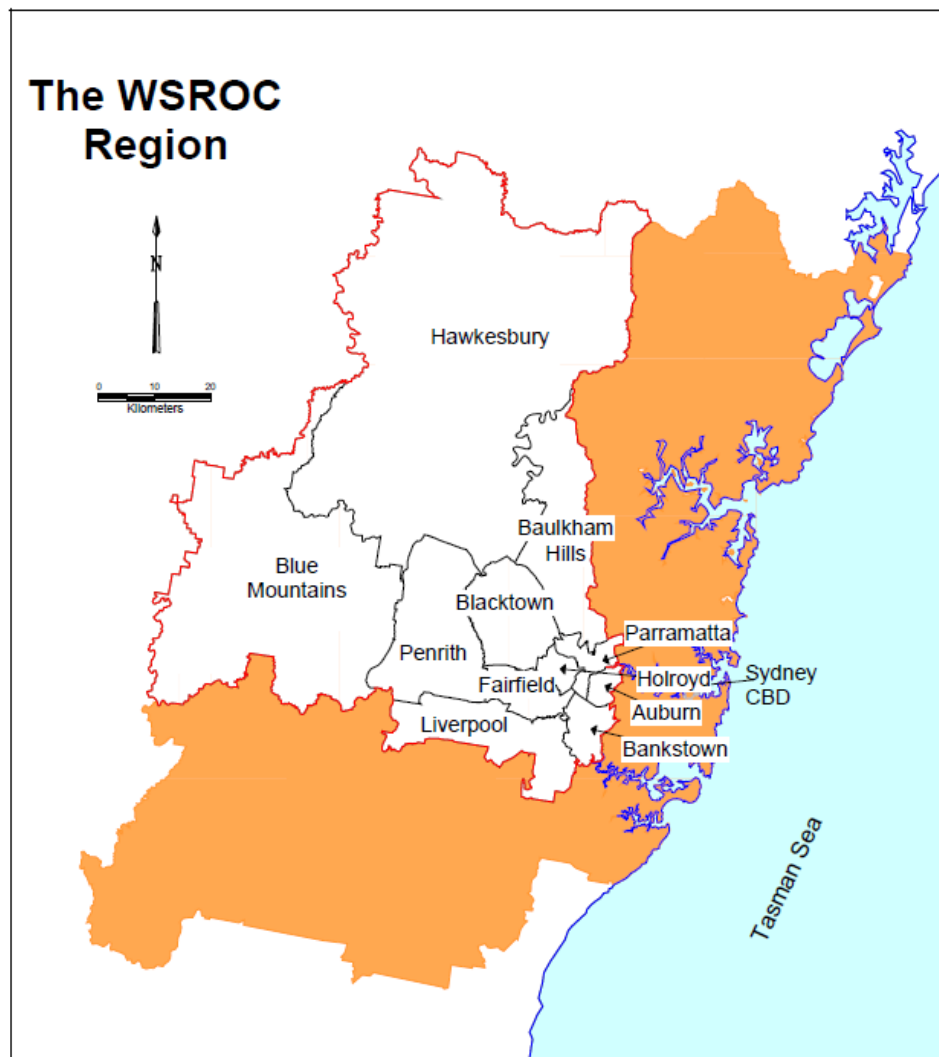 The WSROC
Region
N
0 10 20
Kilometers
Hawkesbury
Baulkham
Hills
Blue
Mountains
Blacktown
Penrith
Parramatta
Fairfield
Holroyd
Sydney
CBD
Auburn
Liverpool
Bankstown
Tasman Sea